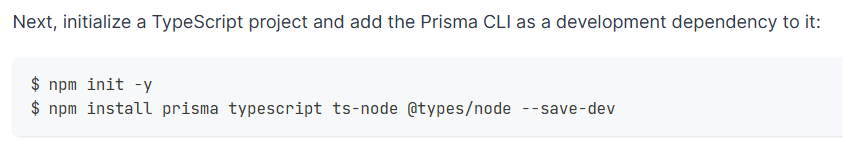 Next, initialize a TypeScript project and add the Prisma CLI as a development dependency to it:
$ npm init -y
$ npm install prisma typescript ts-node @types/node --save-dev